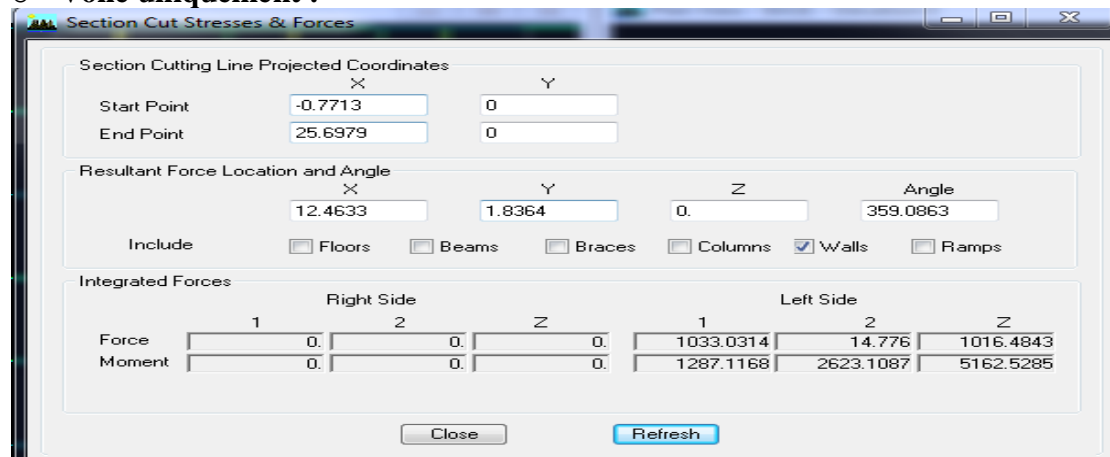 Voile uniquement :
Section Cut Stresses & Forces
Section Cutting Line Projected Coordinates
X Y
Start Point -0.7713 0
End Point 25.6979 0
Resultant Force Location and Angle
X Y Z Angle
12.4633 1.8364 0. 359.0863
Include Floors Beams Braces Columns Walls Ramps
Integrated Forces
Right Side Left Side
1 2 Z 1 2 Z
Force 0. 0. 0. 1033.0314 14.776 1016.4843
Moment 0. 0. 0. 1287.1168 2623.1087 5162.5285
Close Refresh